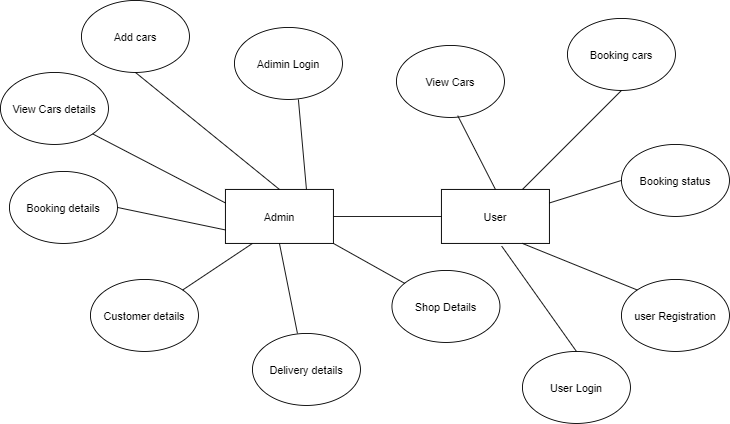 Add cars
Adimin Login
View Cars
Booking cars
View Cars details
Booking status
Booking details
Admin
User
Customer details
Shop Details
user Registration
Delivery details
User Login